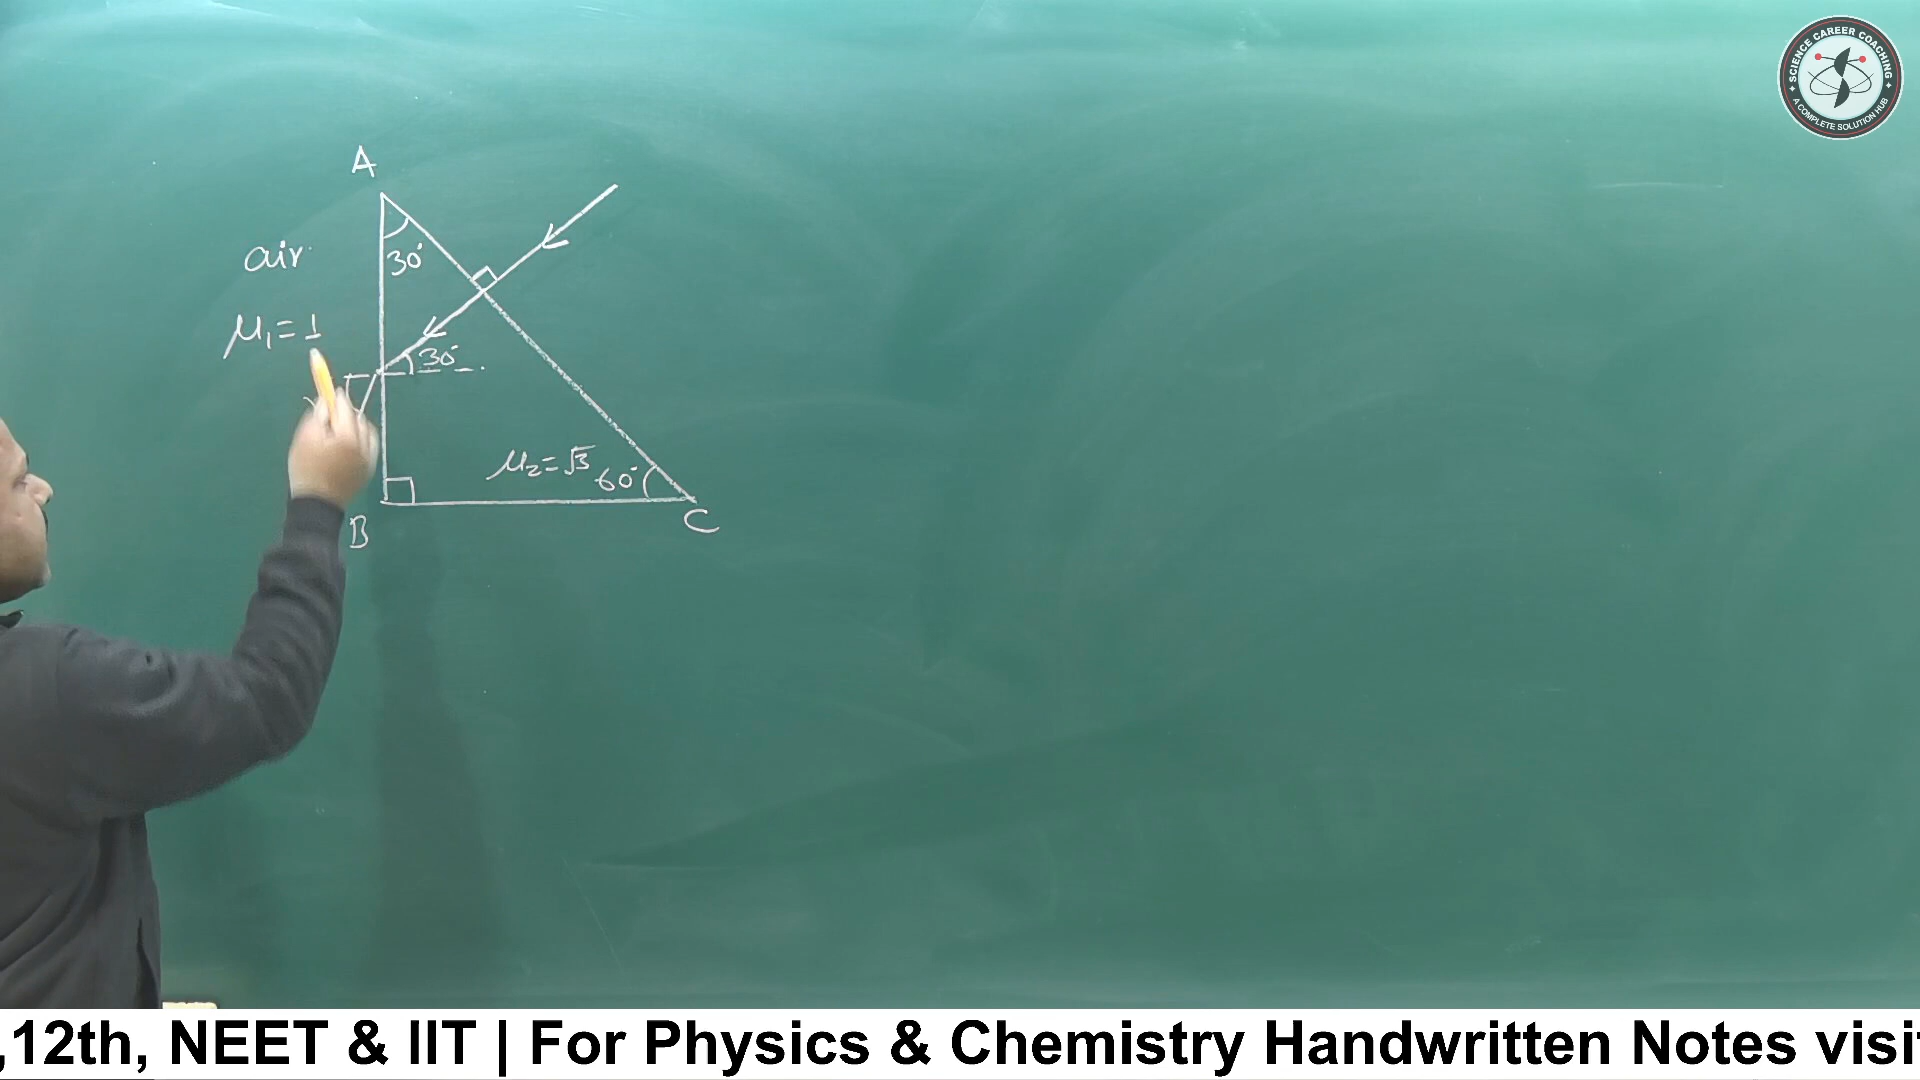 SCIENCE CAREER COACHING
A COMPLETE SOLUTION HUB
A
air
30°
μ₁=1
30°
μ₂=√3
60°
B
C
,12th, NEET & IIT | For Physics & Chemistry Handwritten Notes visit